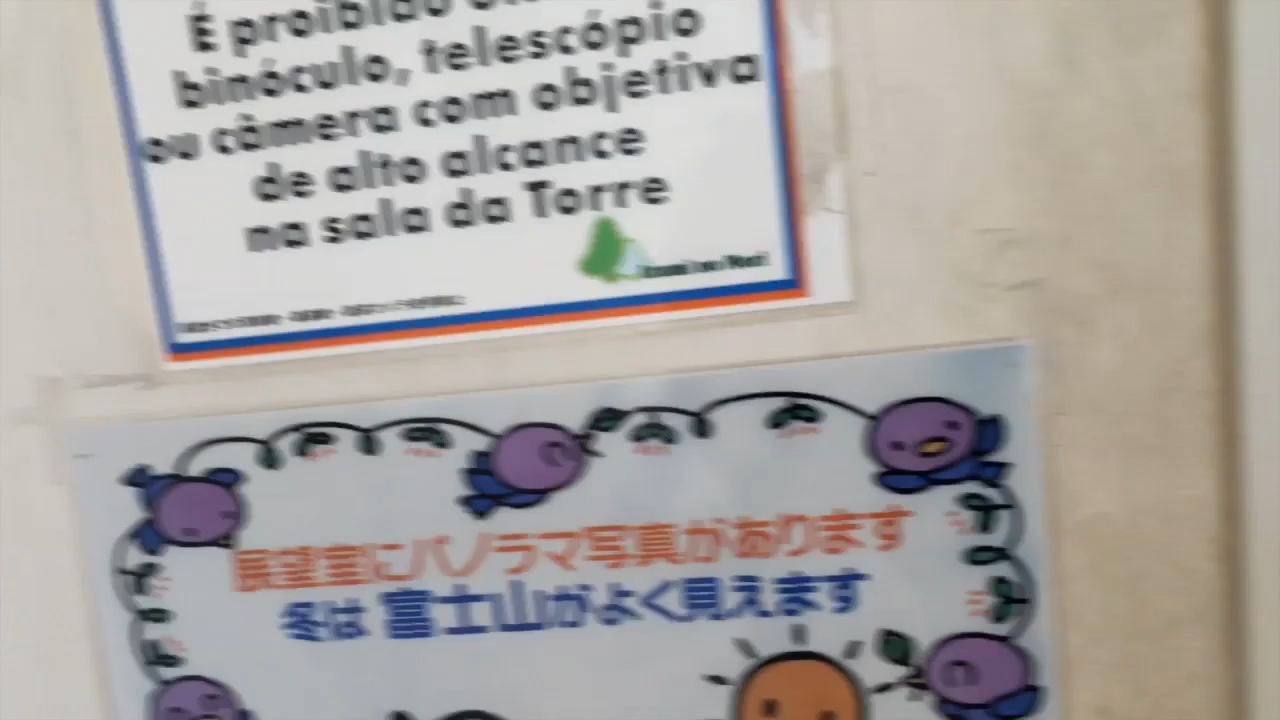 É proibido
binóculo, telescópio
ou câmera com objetiva
de alto alcance
na sala da Torre
展望室にパノラマ写真があります
冬は 富士山がよく見えます